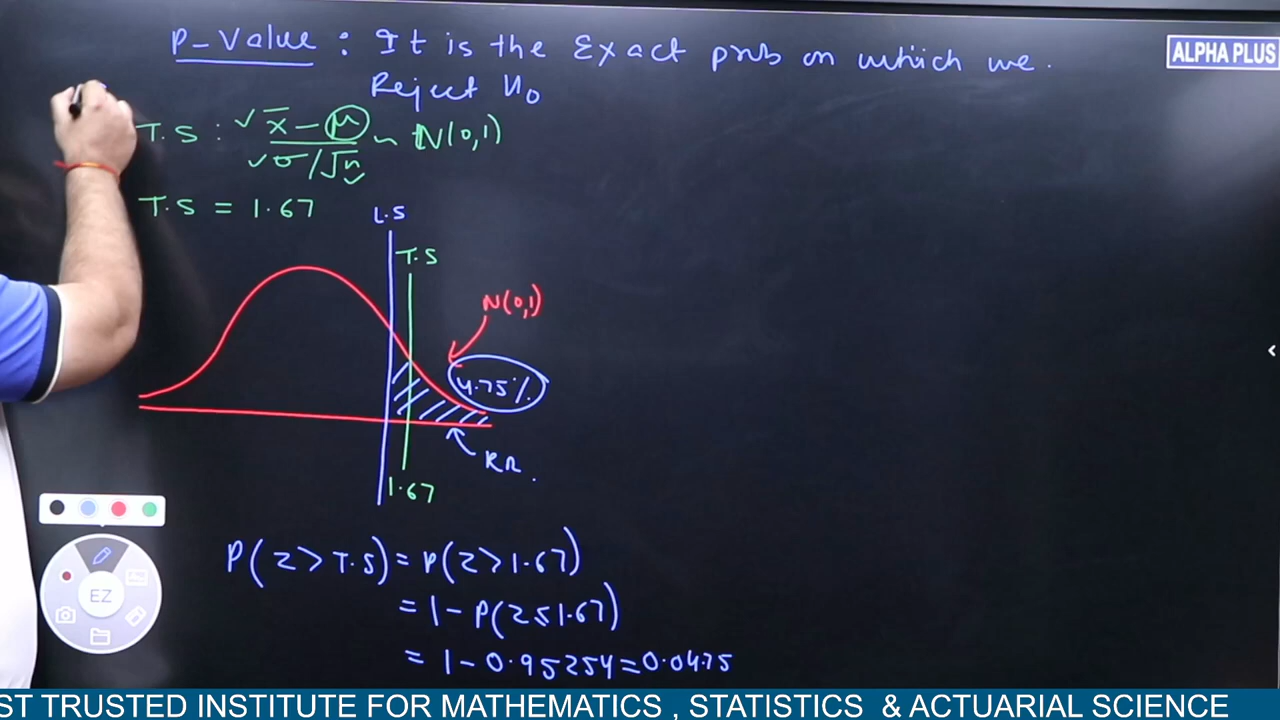 P-Value : It is the Exact prob on which we.
ALPHA PLUS
Reject H₀
T.S : √ x̄ - μ / √ σ/√n ~ N(0,1)
T.S = 1.67
L.S
T.S
N(0,1)
4.75%
RR.
1.67
EZ
P(Z > T.S) = P(Z > 1.67)
= 1 - P(Z ≤ 1.67)
= 1 - 0.95254 = 0.0475
ST TRUSTED INSTITUTE FOR MATHEMATICS , STATISTICS & ACTUARIAL SCIENCE